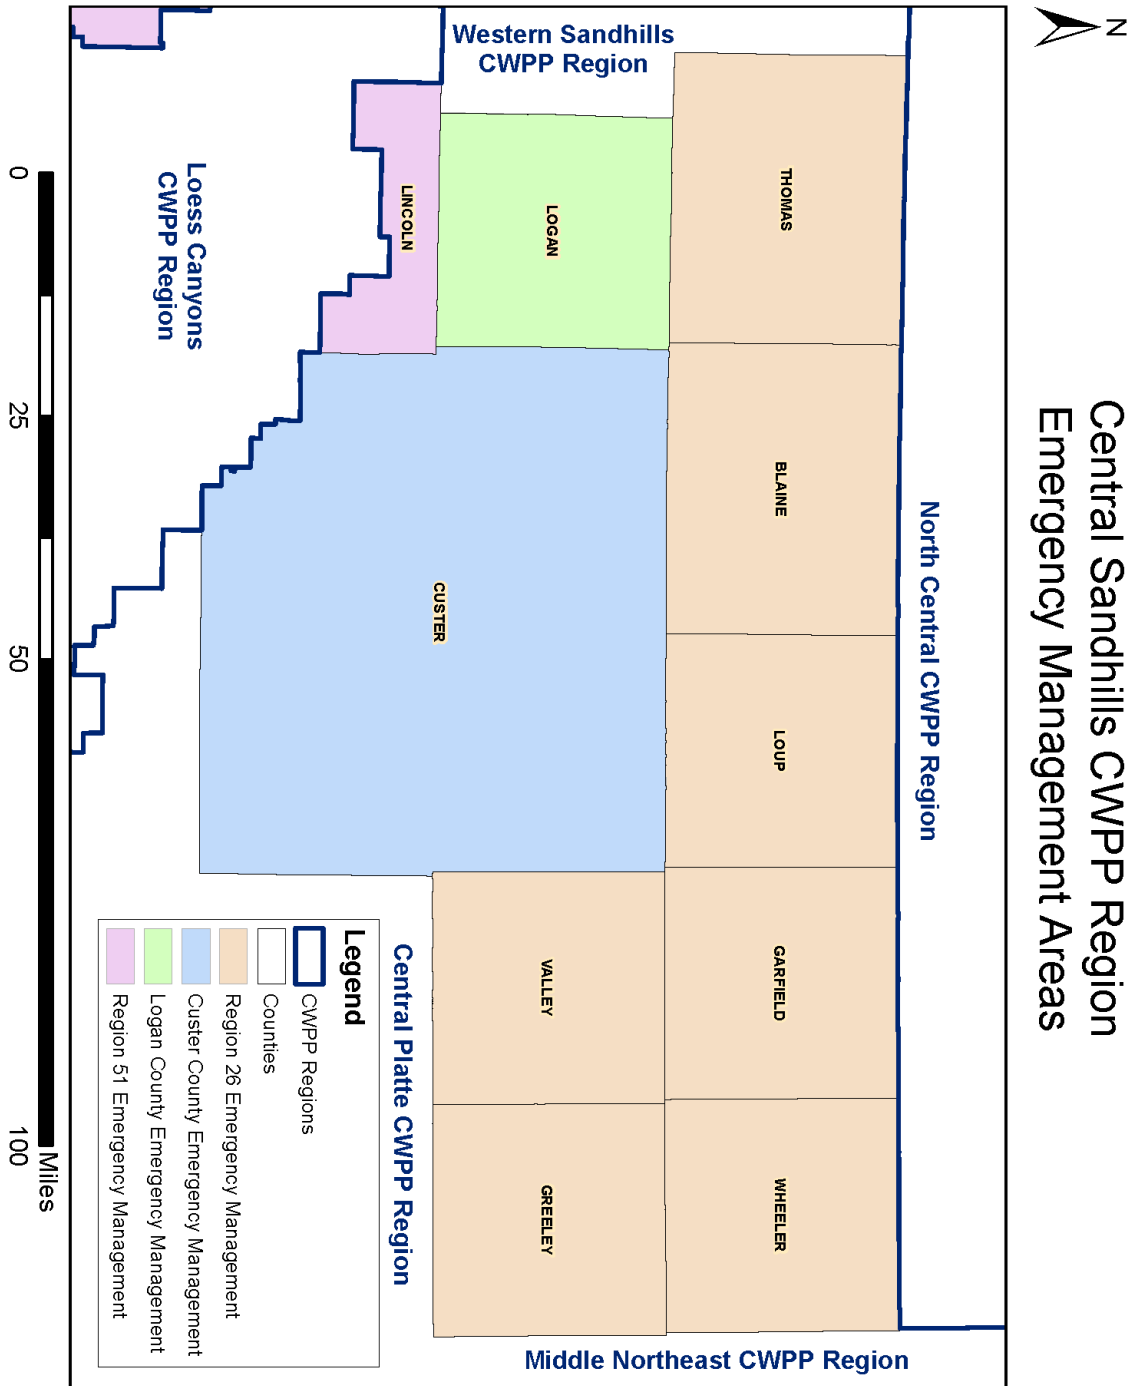 Central Sandhills CWPP Region
Emergency Management Areas
N
North Central CWPP Region
Western Sandhills
CWPP Region
THOMAS
BLAINE
LOUP
GARFIELD
WHEELER
LOGAN
VALLEY
GREELEY
LINCOLN
CUSTER
Middle Northeast CWPP Region
Central Platte CWPP Region
Loess Canyons
CWPP Region
Legend
CWPP Regions
Counties
Region 26 Emergency Management
Custer County Emergency Management
Logan County Emergency Management
Region 51 Emergency Management
Miles
0 25 50 100